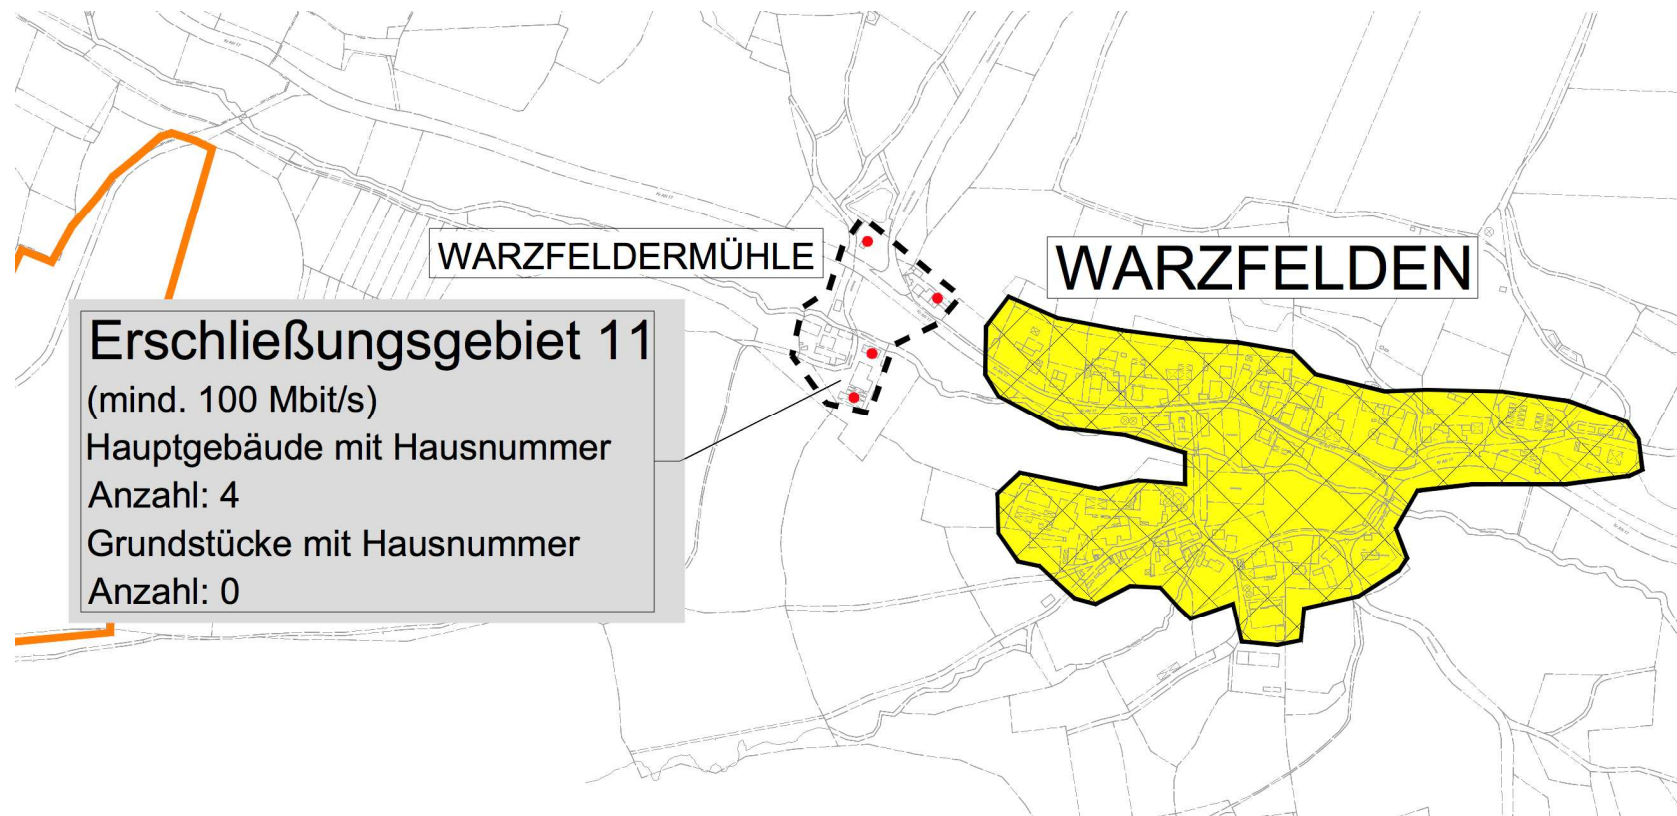 WARZFELDERMÜHLE
WARZFELDEN
Erschließungsgebiet 11
(mind. 100 Mbit/s)
Hauptgebäude mit Hausnummer
Anzahl: 4
Grundstücke mit Hausnummer
Anzahl: 0